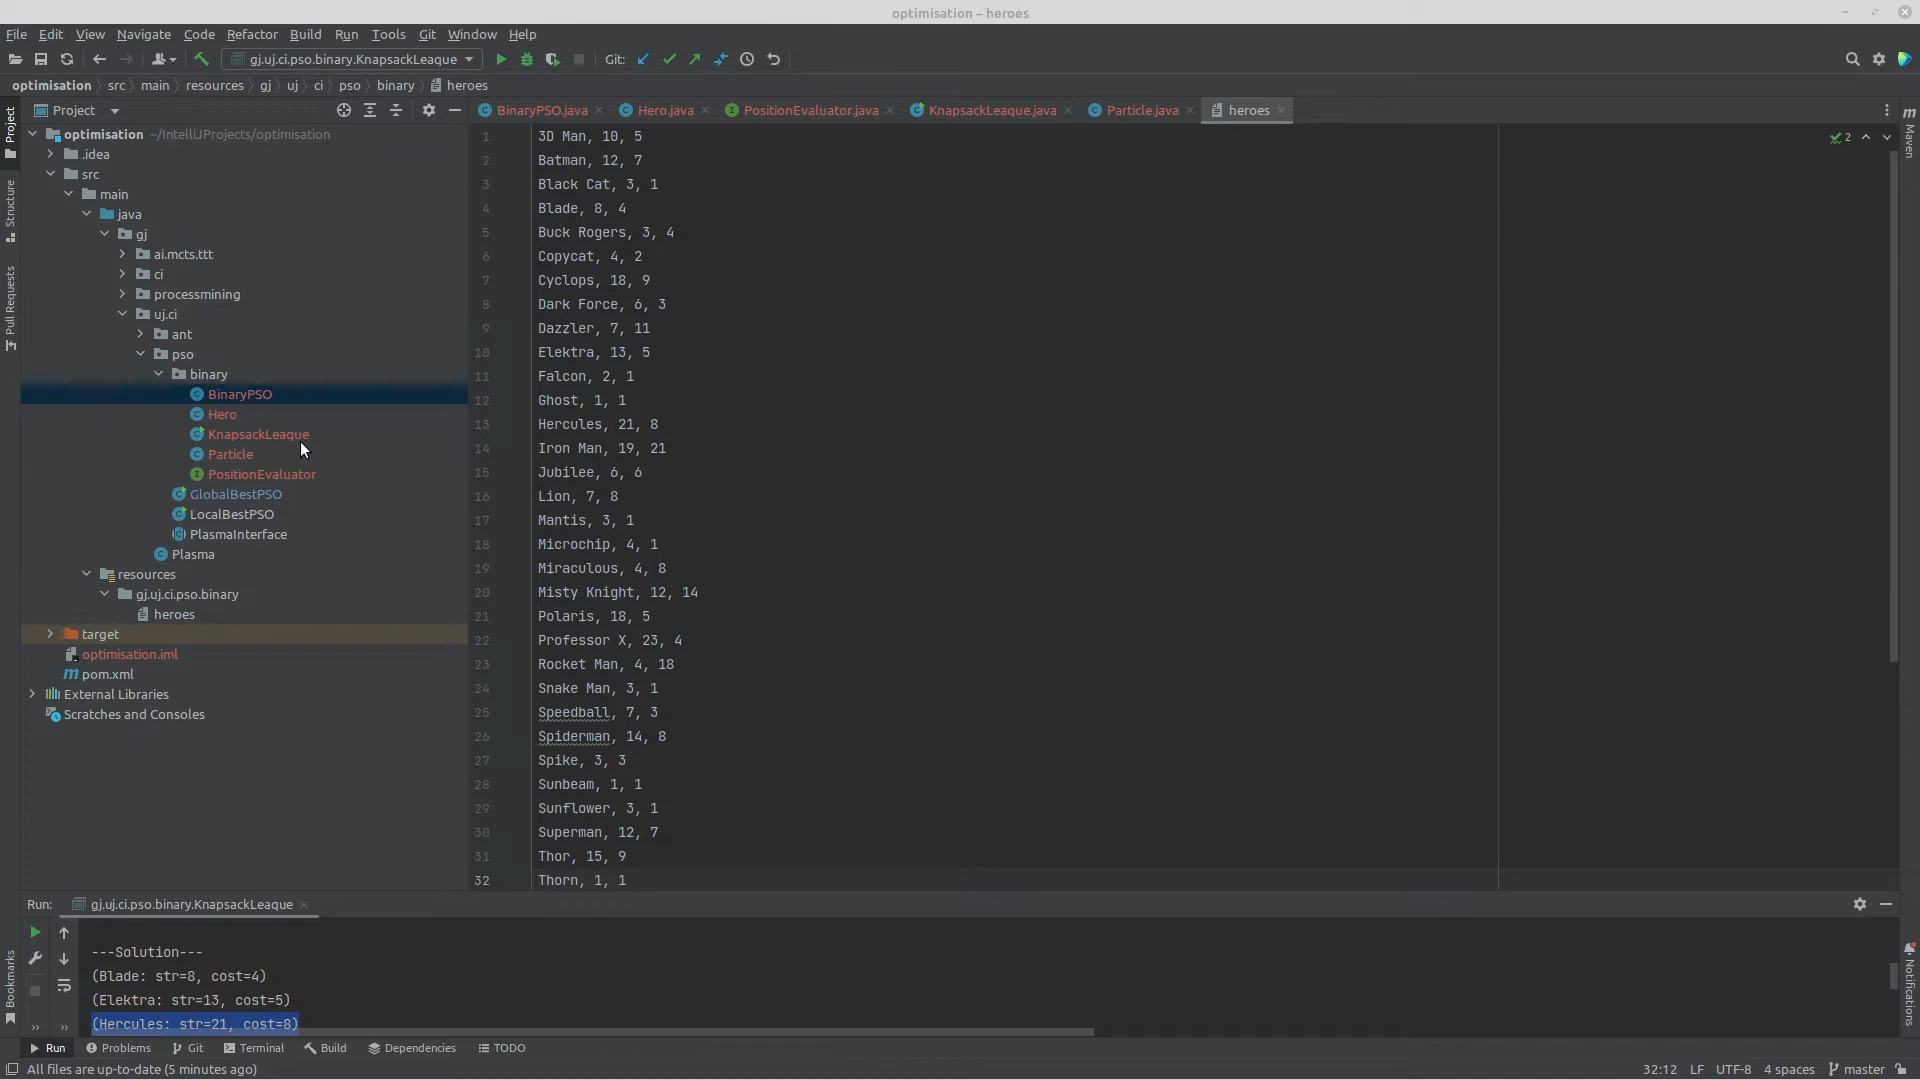 optimisation – heroes
File Edit View Navigate Code Refactor Build Run Tools Git Window Help
gj.uj.ci.pso.binary.KnapsackLeaque Git:
optimisation src main resources gj uj ci pso binary heroes
Project
BinaryPSO.java Hero.java PositionEvaluator.java KnapsackLeaque.java Particle.java heroes
optimisation ~/IntelliJProjects/optimisation
.idea
src
main
java
gj
ai.mcts.ttt
ci
processmining
uj.ci
ant
pso
binary
BinaryPSO
Hero
KnapsackLeaque
Particle
PositionEvaluator
GlobalBestPSO
LocalBestPSO
PlasmaInterface
Plasma
resources
gj.uj.ci.pso.binary
heroes
target
optimisation.iml
pom.xml
External Libraries
Scratches and Consoles
Project
Structure
Pull Requests
Bookmarks
1 3D Man, 10, 5
2 Batman, 12, 7
3 Black Cat, 3, 1
4 Blade, 8, 4
5 Buck Rogers, 3, 4
6 Copycat, 4, 2
7 Cyclops, 18, 9
8 Dark Force, 6, 3
9 Dazzler, 7, 11
10 Elektra, 13, 5
11 Falcon, 2, 1
12 Ghost, 1, 1
13 Hercules, 21, 8
14 Iron Man, 19, 21
15 Jubilee, 6, 6
16 Lion, 7, 8
17 Mantis, 3, 1
18 Microchip, 4, 1
19 Miraculous, 4, 8
20 Misty Knight, 12, 14
21 Polaris, 18, 5
22 Professor X, 23, 4
23 Rocket Man, 4, 18
24 Snake Man, 3, 1
25 Speedball, 7, 3
26 Spiderman, 14, 8
27 Spike, 3, 3
28 Sunbeam, 1, 1
29 Sunflower, 3, 1
30 Superman, 12, 7
31 Thor, 15, 9
32 Thorn, 1, 1
2
m
Maven
Notifications
Run: gj.uj.ci.pso.binary.KnapsackLeaque
---Solution---
(Blade: str=8, cost=4)
(Elektra: str=13, cost=5)
(Hercules: str=21, cost=8)
Run Problems Git Terminal Build Dependencies TODO
All files are up-to-date (5 minutes ago) 32:12 LF UTF-8 4 spaces master